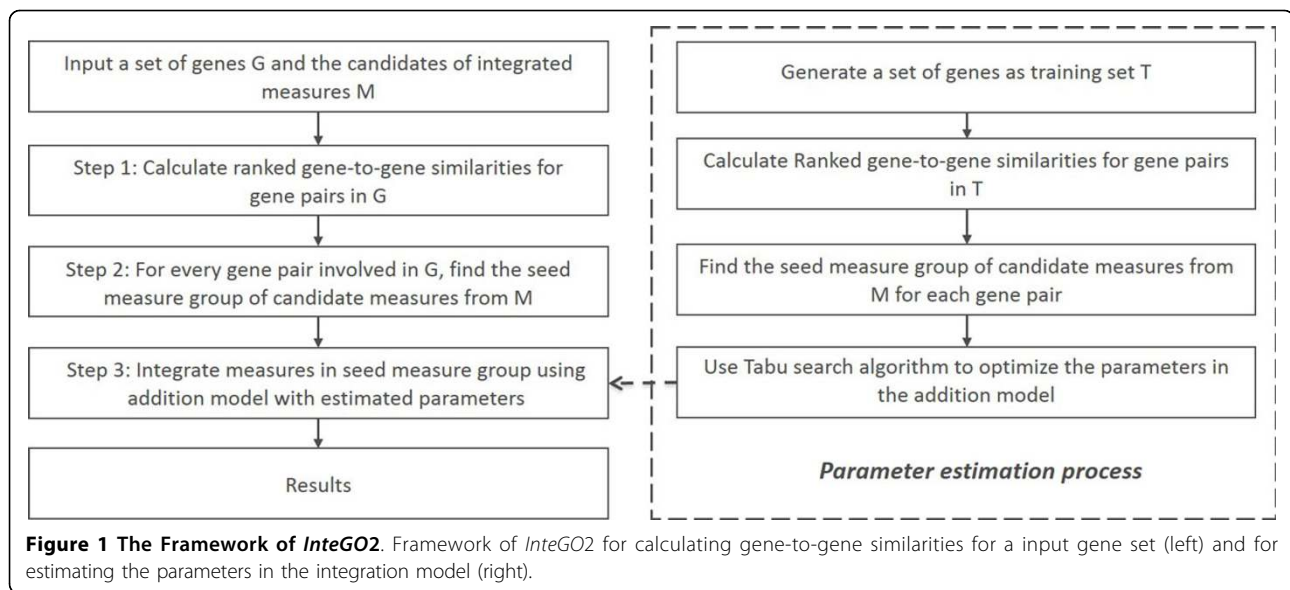 Input a set of genes G and the candidates of integrated
measures M
Step 1: Calculate ranked gene-to-gene similarities for
gene pairs in G
Step 2: For every gene pair involved in G, find the seed
measure group of candidate measures from M
Step 3: Integrate measures in seed measure group using
addition model with estimated parameters
Results
Generate a set of genes as training set T
Calculate Ranked gene-to-gene similarities for gene pairs
in T
Find the seed measure group of candidate measures from
M for each gene pair
Use Tabu search algorithm to optimize the parameters in
the addition model
Parameter estimation process
Figure 1 The Framework of InteGO2. Framework of InteGO2 for calculating gene-to-gene similarities for a input gene set (left) and for
estimating the parameters in the integration model (right).